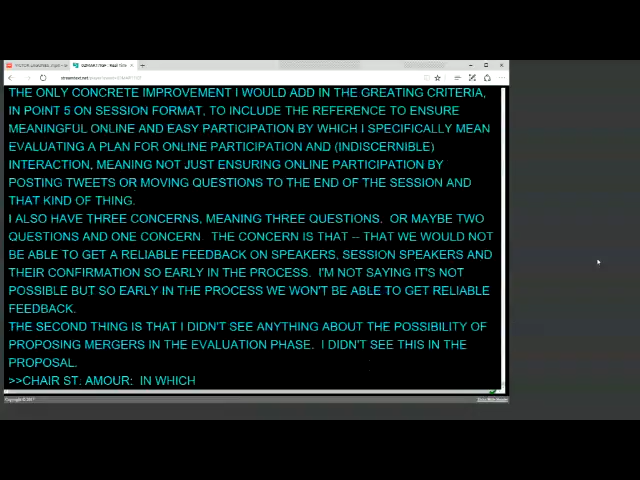 streamtext.net
THE ONLY CONCRETE IMPROVEMENT I WOULD ADD IN THE GREATING CRITERIA,
IN POINT 5 ON SESSION FORMAT, TO INCLUDE THE REFERENCE TO ENSURE
MEANINGFUL ONLINE AND EASY PARTICIPATION BY WHICH I SPECIFICALLY MEAN
EVALUATING A PLAN FOR ONLINE PARTICIPATION AND (INDISCERNIBLE)
INTERACTION, MEANING NOT JUST ENSURING ONLINE PARTICIPATION BY
POSTING TWEETS OR MOVING QUESTIONS TO THE END OF THE SESSION AND
THAT KIND OF THING.
I ALSO HAVE THREE CONCERNS, MEANING THREE QUESTIONS. OR MAYBE TWO
QUESTIONS AND ONE CONCERN. THE CONCERN IS THAT -- THAT WE WOULD NOT
BE ABLE TO GET A RELIABLE FEEDBACK ON SPEAKERS, SESSION SPEAKERS AND
THEIR CONFIRMATION SO EARLY IN THE PROCESS. I'M NOT SAYING IT'S NOT
POSSIBLE BUT SO EARLY IN THE PROCESS WE WON'T BE ABLE TO GET RELIABLE
FEEDBACK.
THE SECOND THING IS THAT I DIDN'T SEE ANYTHING ABOUT THE POSSIBILITY OF
PROPOSING MERGERS IN THE EVALUATION PHASE. I DIDN'T SEE THIS IN THE
PROPOSAL.
>>CHAIR ST. AMOUR: IN WHICH
Copyright © 2017